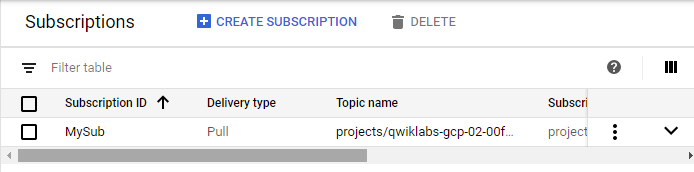 Subscriptions CREATE SUBSCRIPTION DELETE
Filter table
Subscription ID Delivery type Topic name Subscri
MySub Pull projects/qwiklabs-gcp-02-00f... project